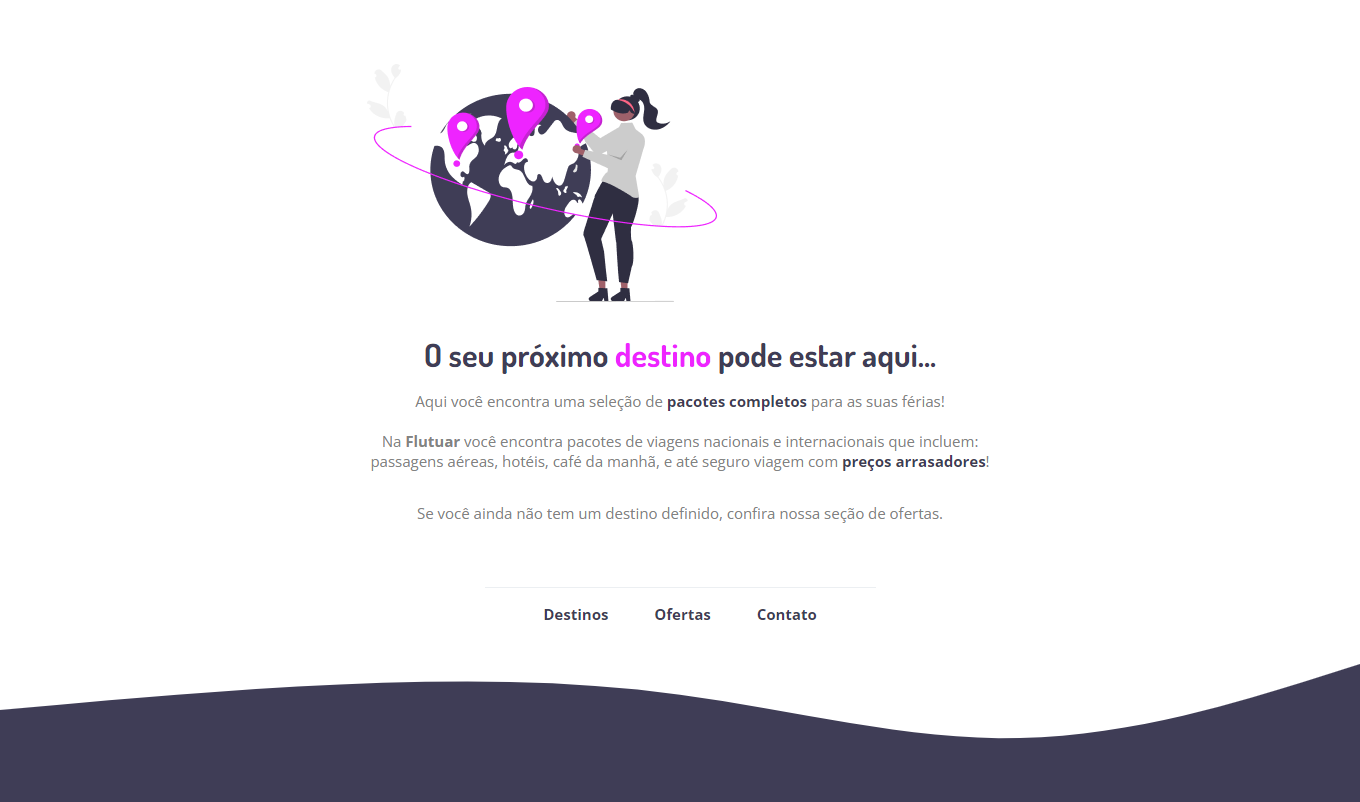 O seu próximo destino pode estar aqui...
Aqui você encontra uma seleção de pacotes completos para as suas férias!
Na Flutuar você encontra pacotes de viagens nacionais e internacionais que incluem:
passagens aéreas, hotéis, café da manhã, e até seguro viagem com preços arrasadores!
Se você ainda não tem um destino definido, confira nossa seção de ofertas.
Destinos Ofertas Contato